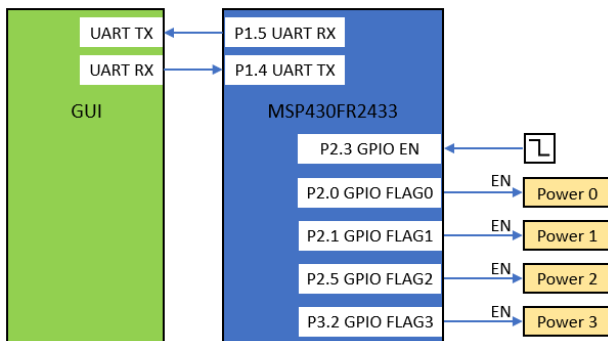 UART TX
P1.5 UART RX
UART RX
P1.4 UART TX
GUI
MSP430FR2433
P2.3 GPIO EN
P2.0 GPIO FLAG0
EN
Power 0
P2.1 GPIO FLAG1
EN
Power 1
P2.5 GPIO FLAG2
EN
Power 2
P3.2 GPIO FLAG3
EN
Power 3